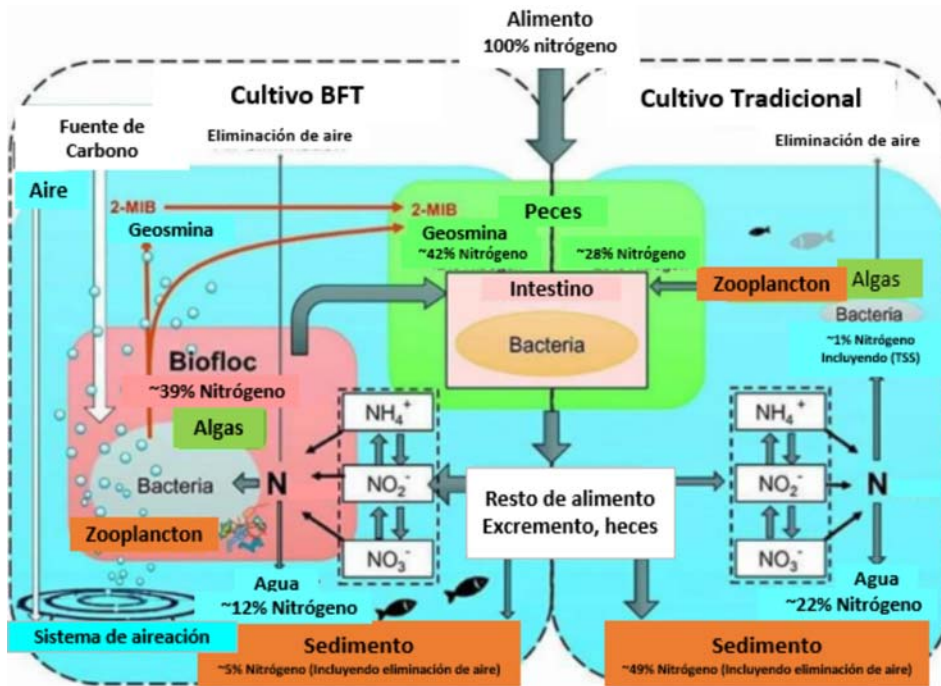 Alimento
100% nitrógeno
Cultivo BFT
Cultivo Tradicional
Fuente de
Carbono
Eliminación de aire
Eliminación de aire
Aire
2-MIB
Geosmina
2-MIB
Geosmina
~42% Nitrógeno
Peces
~28% Nitrógeno
Intestino
Bacteria
Zooplancton
Algas
Bacteria
~1% Nitrógeno
Incluyendo (TSS)
Biofloc
~39% Nitrógeno
Algas
Bacteria
N
Zooplancton
NH₄⁺
NO₂⁻
NO₃⁻
Resto de alimento
Excremento, heces
NH₄⁺
NO₂⁻
NO₃⁻
N
Agua
~12% Nitrógeno
Agua
~22% Nitrógeno
Sistema de aireación
Sedimento
~5% Nitrógeno (Incluyendo eliminación de aire)
Sedimento
~49% Nitrógeno (Incluyendo eliminación de aire)